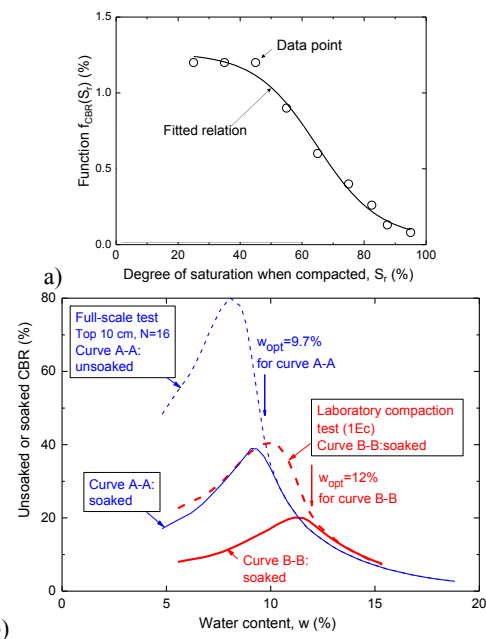 1.5
1.0
0.5
0.0
Function f_CBR(S_r) (%)
Data point
Fitted relation
0 20 40 60 80 100
a)
Degree of saturation when compacted, S_r (%)
80
60
40
20
0
Unsoaked or soaked CBR (%)
Full-scale test
Top 10 cm, N=16
Curve A-A:
unsoaked
w_opt=9.7%
for curve A-A
Laboratory compaction
test (1Ec)
Curve B-B:soaked
w_opt=12%
for curve B-B
Curve A-A:
soaked
Curve B-B:
soaked
0 5 10 15 20
Water content, w (%)